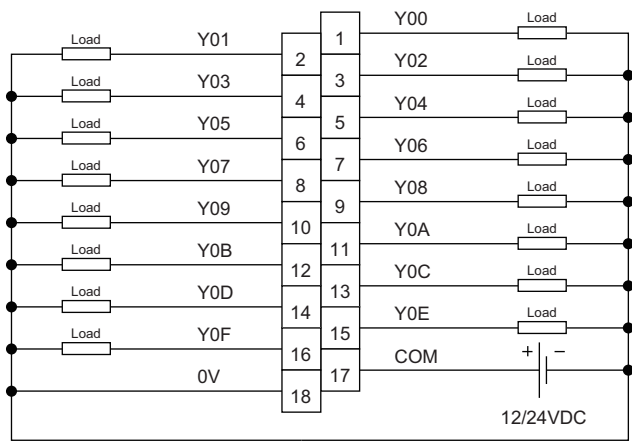 Y00 Load
1
Load Y01
2
Y02 Load
3
Load Y03
4
Y04 Load
5
Load Y05
6
Y06 Load
7
Load Y07
8
Y08 Load
9
Load Y09
10
Y0A Load
11
Load Y0B
12
Y0C Load
13
Load Y0D
14
Y0E Load
15
Load Y0F
16
COM + −
17
0V
18
12/24VDC